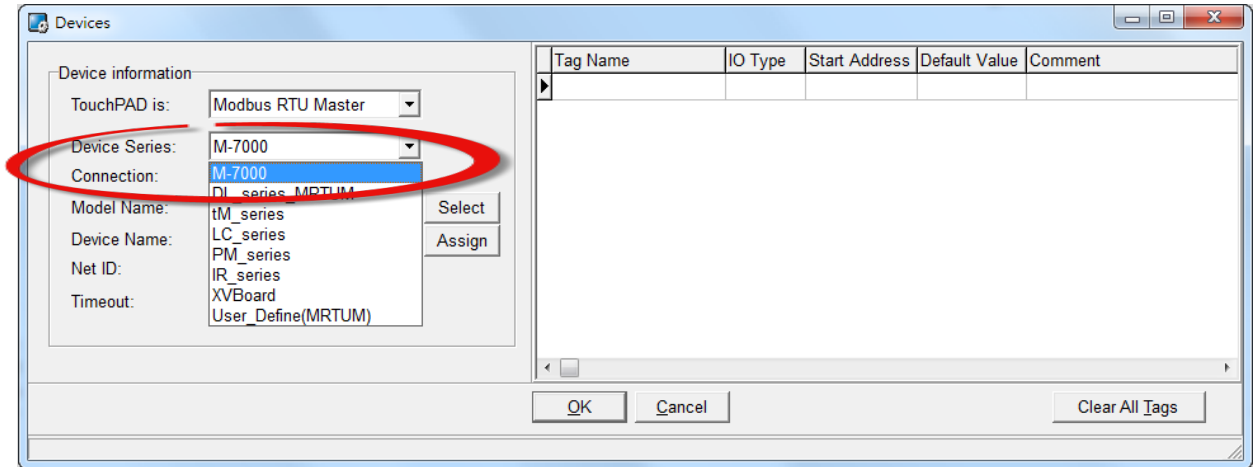 Devices
Device information
TouchPAD is: Modbus RTU Master
Device Series: M-7000
Connection: M-7000
DL_series_MRTUM
Model Name: tM_series Select
LC_series
Device Name: PM_series Assign
Net ID: IR_series
Timeout: XVBoard
User_Define(MRTUM)
Tag Name IO Type Start Address Default Value Comment
OK Cancel Clear All Tags